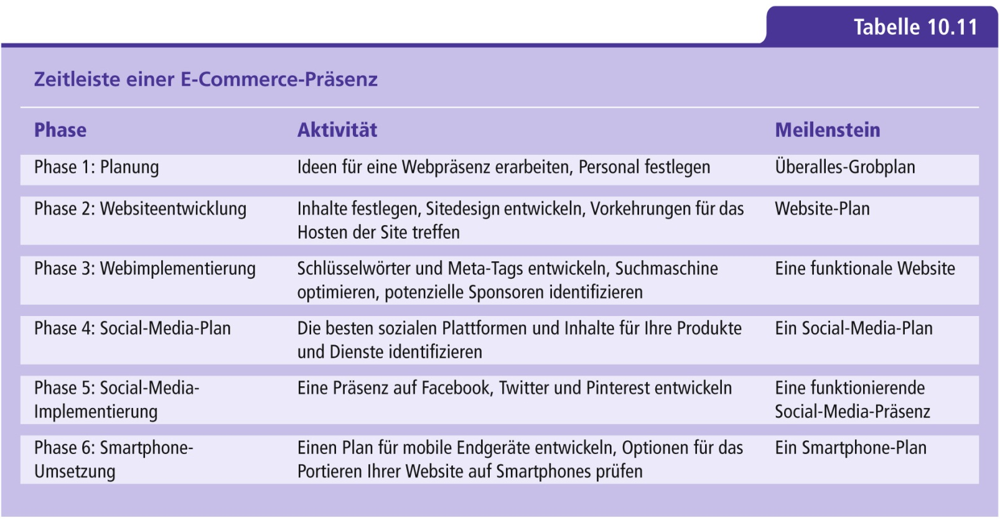 Tabelle 10.11
Zeitleiste einer E-Commerce-Präsenz
Phase Aktivität Meilenstein
Phase 1: Planung Ideen für eine Webpräsenz erarbeiten, Personal festlegen Überalles-Grobplan
Phase 2: Websiteentwicklung Inhalte festlegen, Sitedesign entwickeln, Vorkehrungen für das Website-Plan
Hosten der Site treffen
Phase 3: Webimplementierung Schlüsselwörter und Meta-Tags entwickeln, Suchmaschine Eine funktionale Website
optimieren, potenzielle Sponsoren identifizieren
Phase 4: Social-Media-Plan Die besten sozialen Plattformen und Inhalte für Ihre Produkte Ein Social-Media-Plan
und Dienste identifizieren
Phase 5: Social-Media- Eine Präsenz auf Facebook, Twitter und Pinterest entwickeln Eine funktionierende
Implementierung Social-Media-Präsenz
Phase 6: Smartphone- Einen Plan für mobile Endgeräte entwickeln, Optionen für das Ein Smartphone-Plan
Umsetzung Portieren Ihrer Website auf Smartphones prüfen